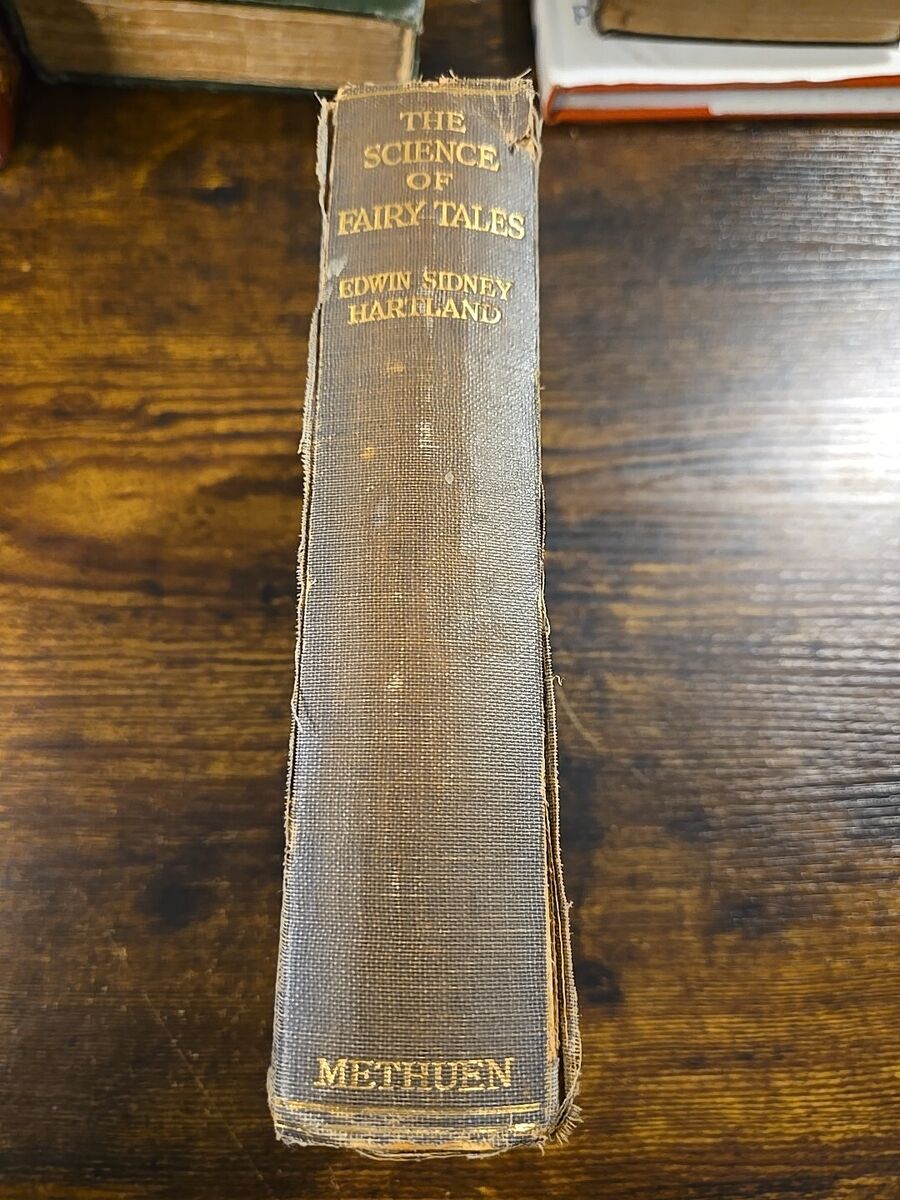 THE
SCIENCE
OF
FAIRY TALES
EDWIN SIDNEY
HARTLAND
METHUEN